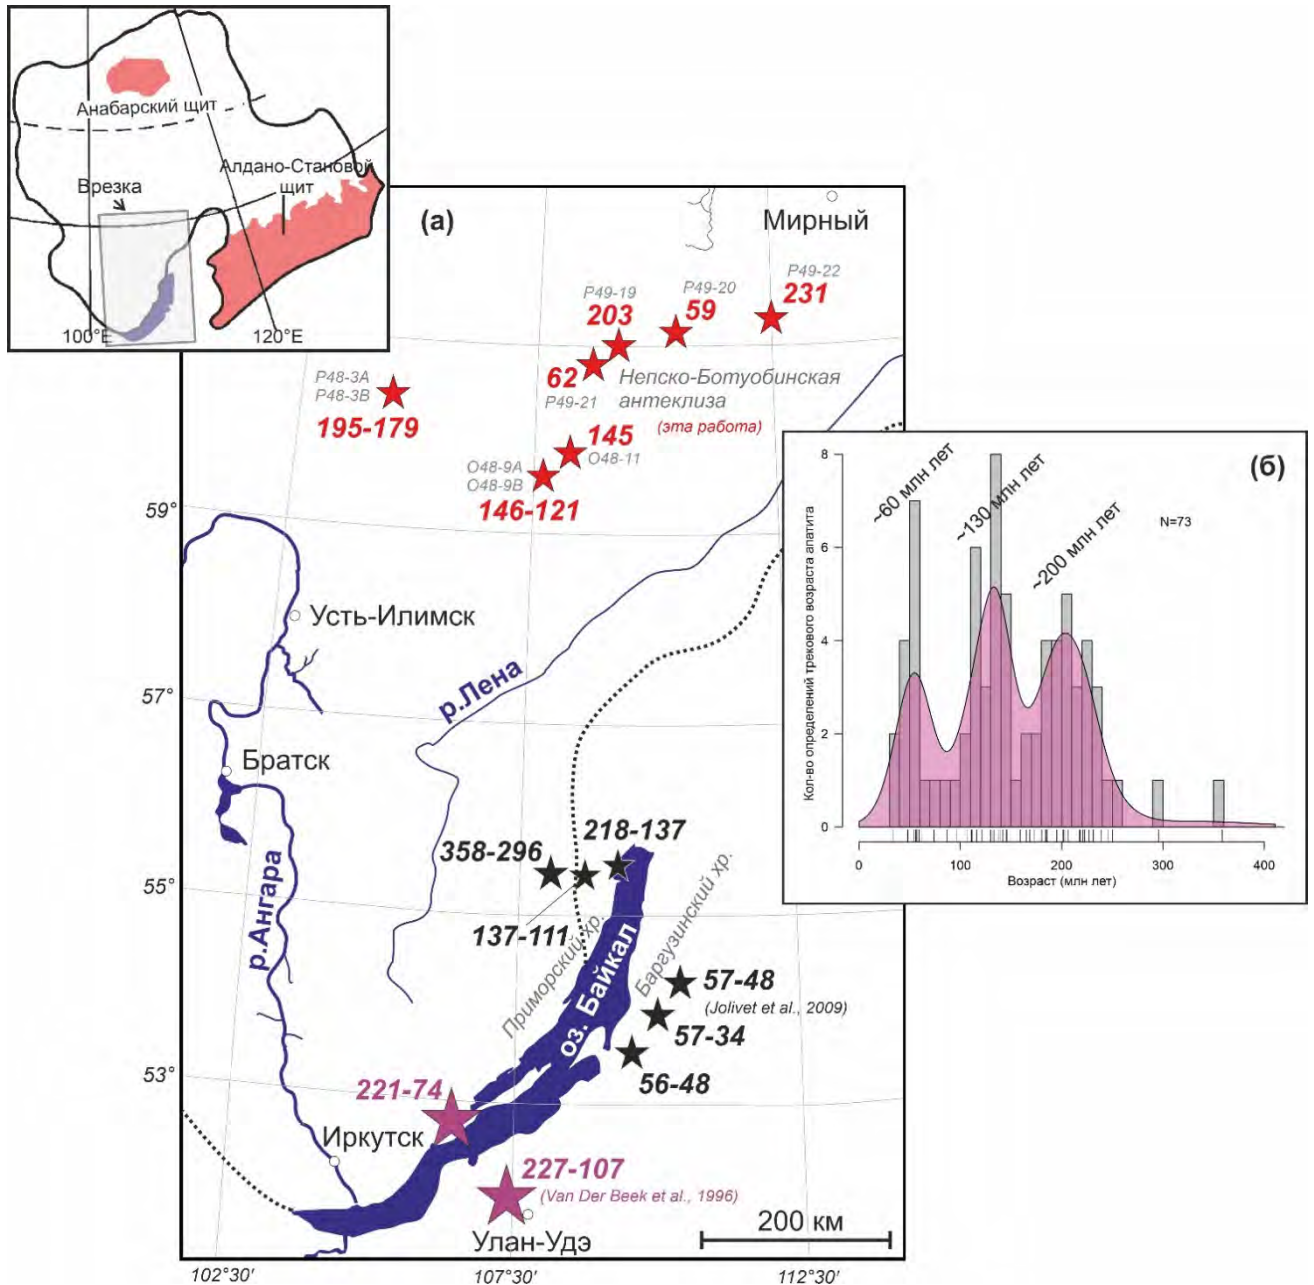 Анабарский щит
Алдано-Становой
щит
Врезка
100°E
120°E
(а)
Мирный
P49-22
231
P49-20
59
P49-19
203
62
P49-21
Непско-Ботуобинская
антеклиза
(эта работа)
P48-3A
P48-3B
195-179
145
O48-11
O48-9A
O48-9B
146-121
59°
Усть-Илимск
57°
р.Лена
Братск
р.Ангара
358-296
218-137
137-111
55°
Приморский хр.
оз. Байкал
Баргузинский хр.
57-48
(Jolivet et al., 2009)
57-34
56-48
53°
221-74
Иркутск
227-107
(Van Der Beek et al., 1996)
Улан-Удэ
200 км
102°30'
107°30'
112°30'
(б)
~60 млн лет
~130 млн лет
~200 млн лет
N=73
Кол-во определений трекового возраста апатита
8
6
4
2
0
0
100
200
300
400
Возраст (млн лет)